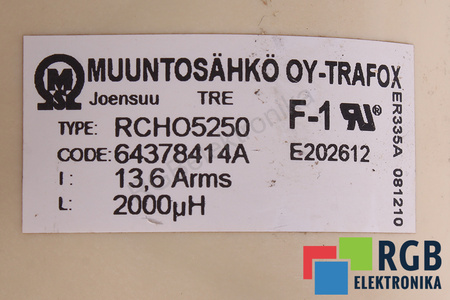 MUUNTOSÄHKÖ OY-TRAFOX
Joensuu TRE
TYPE: RCHO5250
F-1
CODE: 64378414A
E202612
I: 13,6 Arms
L: 2000µH
ER335A 081210
RGB
ELEKTRONIKA